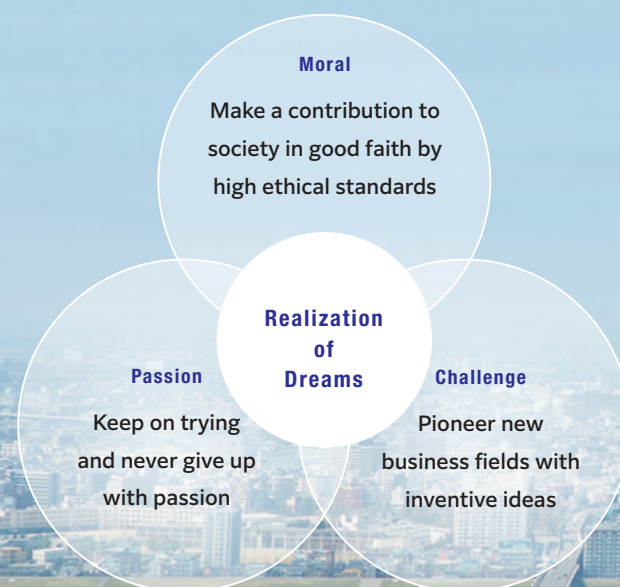 Moral
Make a contribution to
society in good faith by
high ethical standards
Realization
of
Dreams
Passion
Keep on trying
and never give up
with passion
Challenge
Pioneer new
business fields with
inventive ideas